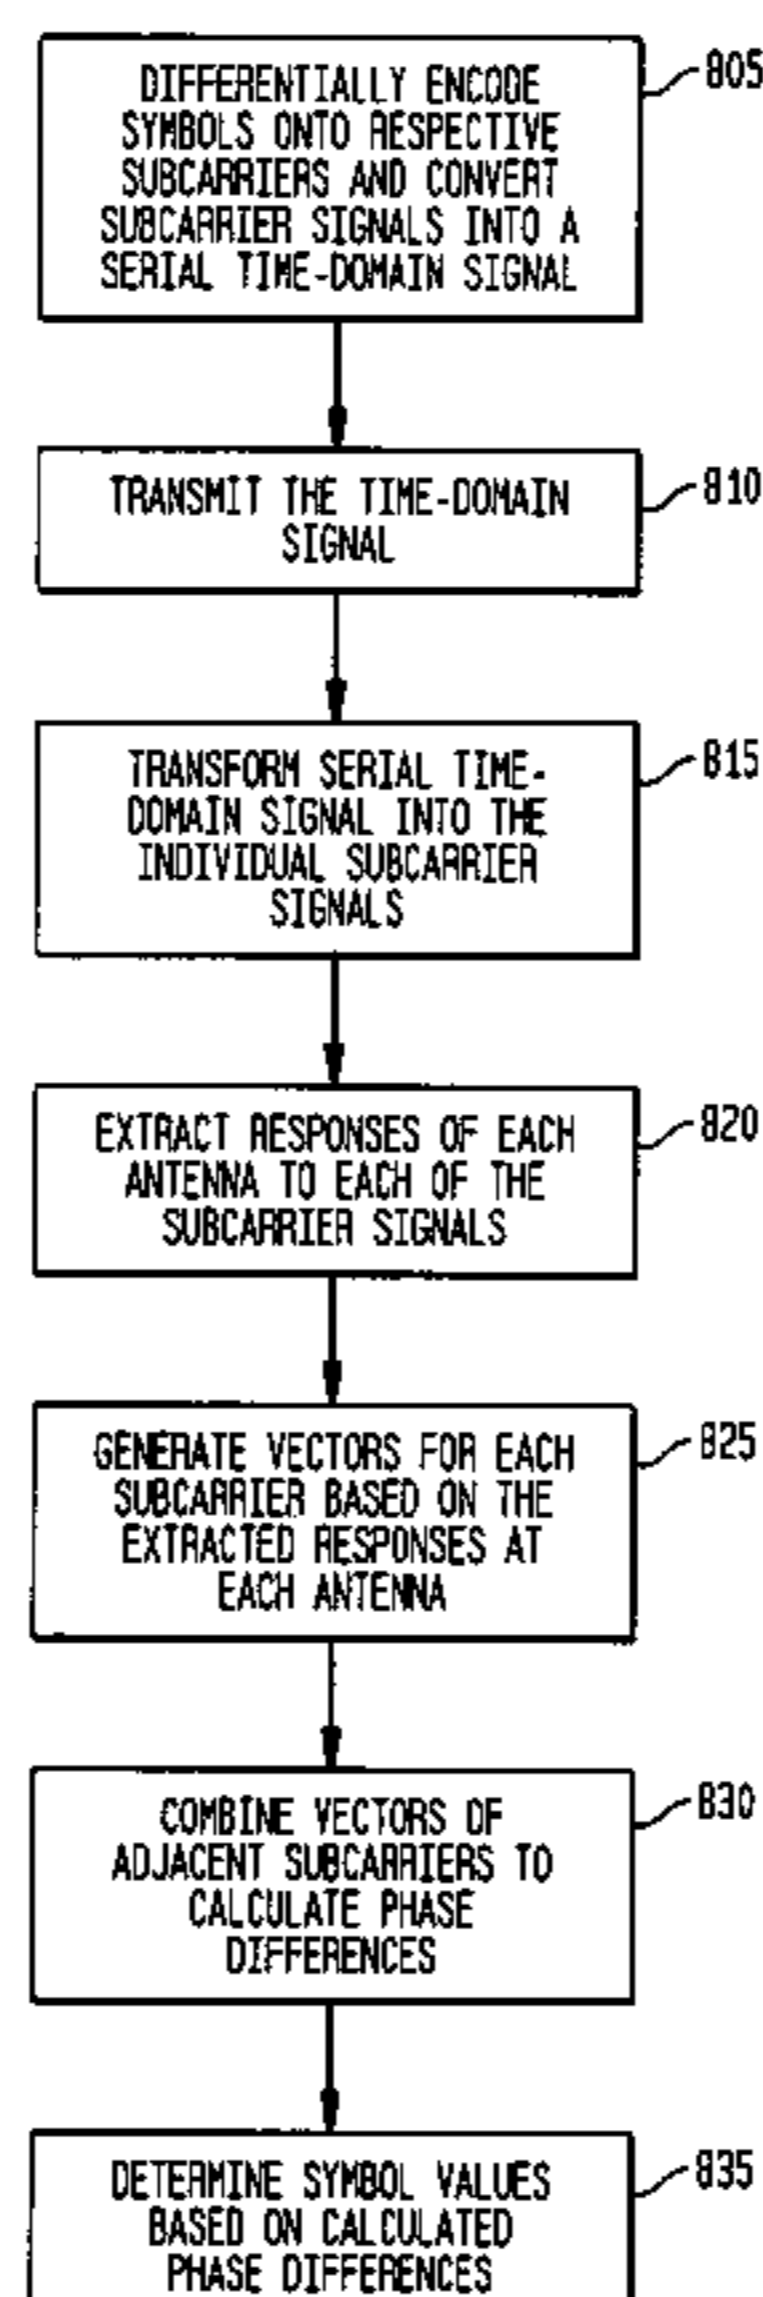 DIFFERENTIALLY ENCODE
SYMBOLS ONTO RESPECTIVE
SUBCARRIERS AND CONVERT
SUBCARRIER SIGNALS INTO A
SERIAL TIME-DOMAIN SIGNAL
805
TRANSMIT THE TIME-DOMAIN
SIGNAL
810
TRANSFORM SERIAL TIME-
DOMAIN SIGNAL INTO THE
INDIVIDUAL SUBCARRIER
SIGNALS
815
EXTRACT RESPONSES OF EACH
ANTENNA TO EACH OF THE
SUBCARRIER SIGNALS
820
GENERATE VECTORS FOR EACH
SUBCARRIER BASED ON THE
EXTRACTED RESPONSES AT
EACH ANTENNA
825
COMBINE VECTORS OF
ADJACENT SUBCARRIERS TO
CALCULATE PHASE
DIFFERENCES
830
DETERMINE SYMBOL VALUES
BASED ON CALCULATED
PHASE DIFFERENCES
835